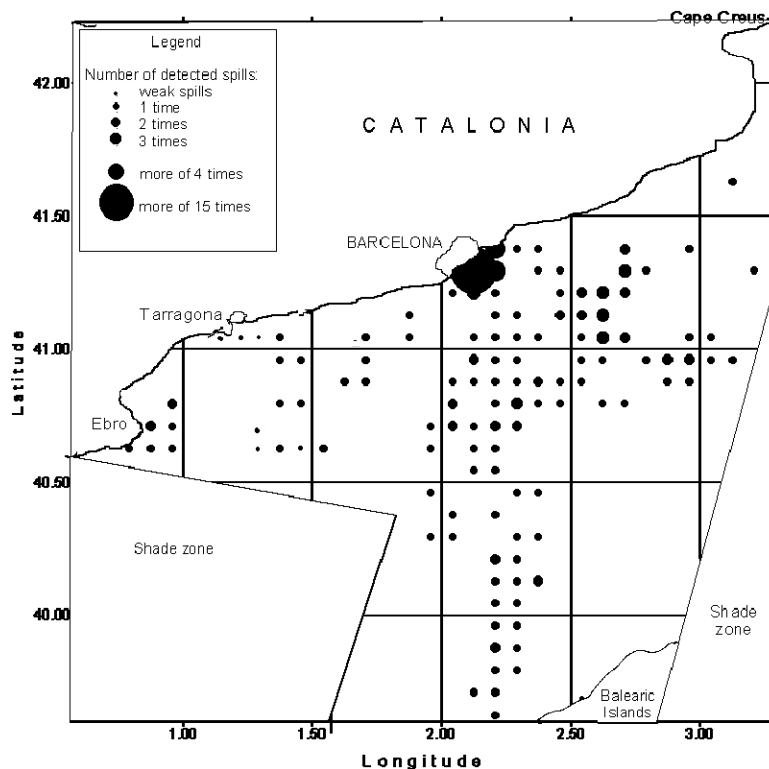 Cape Creus
Legend
Number of detected spills:
weak spills
1 time
2 times
3 times
more of 4 times
more of 15 times
42.00
CATALONIA
41.50
BARCELONA
Tarragona
41.00
Latitude
Ebro
40.50
Shade zone
40.00
Shade
zone
Balearic
Islands
1.00
1.50
2.00
2.50
3.00
Longitude